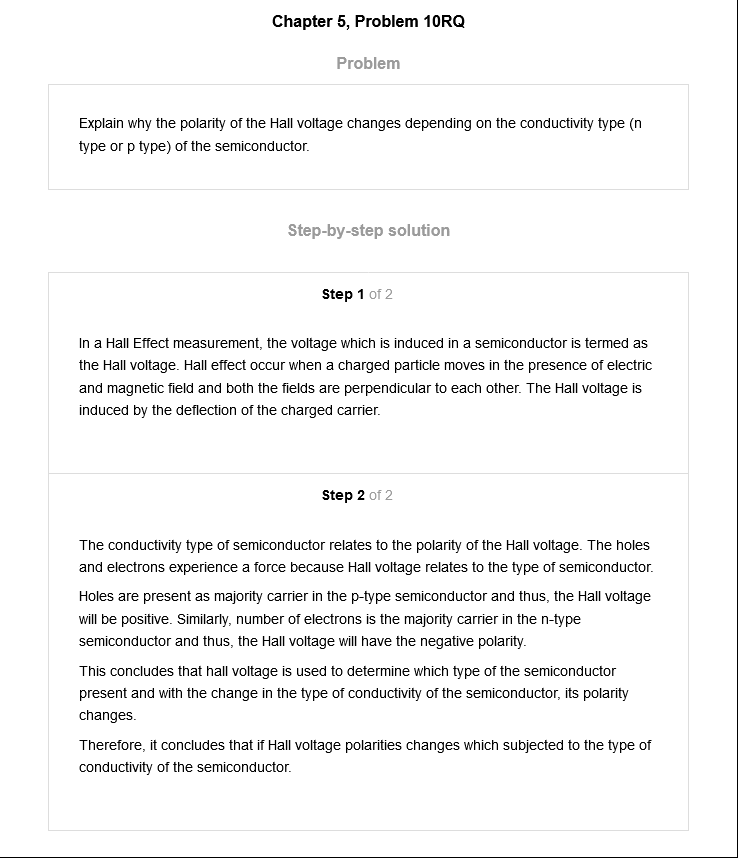 Chapter 5, Problem 10RQ
Problem
Explain why the polarity of the Hall voltage changes depending on the conductivity type (n
type or p type) of the semiconductor.
Step-by-step solution
Step 1 of 2
In a Hall Effect measurement, the voltage which is induced in a semiconductor is termed as
the Hall voltage. Hall effect occur when a charged particle moves in the presence of electric
and magnetic field and both the fields are perpendicular to each other. The Hall voltage is
induced by the deflection of the charged carrier.
Step 2 of 2
The conductivity type of semiconductor relates to the polarity of the Hall voltage. The holes
and electrons experience a force because Hall voltage relates to the type of semiconductor.
Holes are present as majority carrier in the p-type semiconductor and thus, the Hall voltage
will be positive. Similarly, number of electrons is the majority carrier in the n-type
semiconductor and thus, the Hall voltage will have the negative polarity.
This concludes that hall voltage is used to determine which type of the semiconductor
present and with the change in the type of conductivity of the semiconductor, its polarity
changes.
Therefore, it concludes that if Hall voltage polarities changes which subjected to the type of
conductivity of the semiconductor.